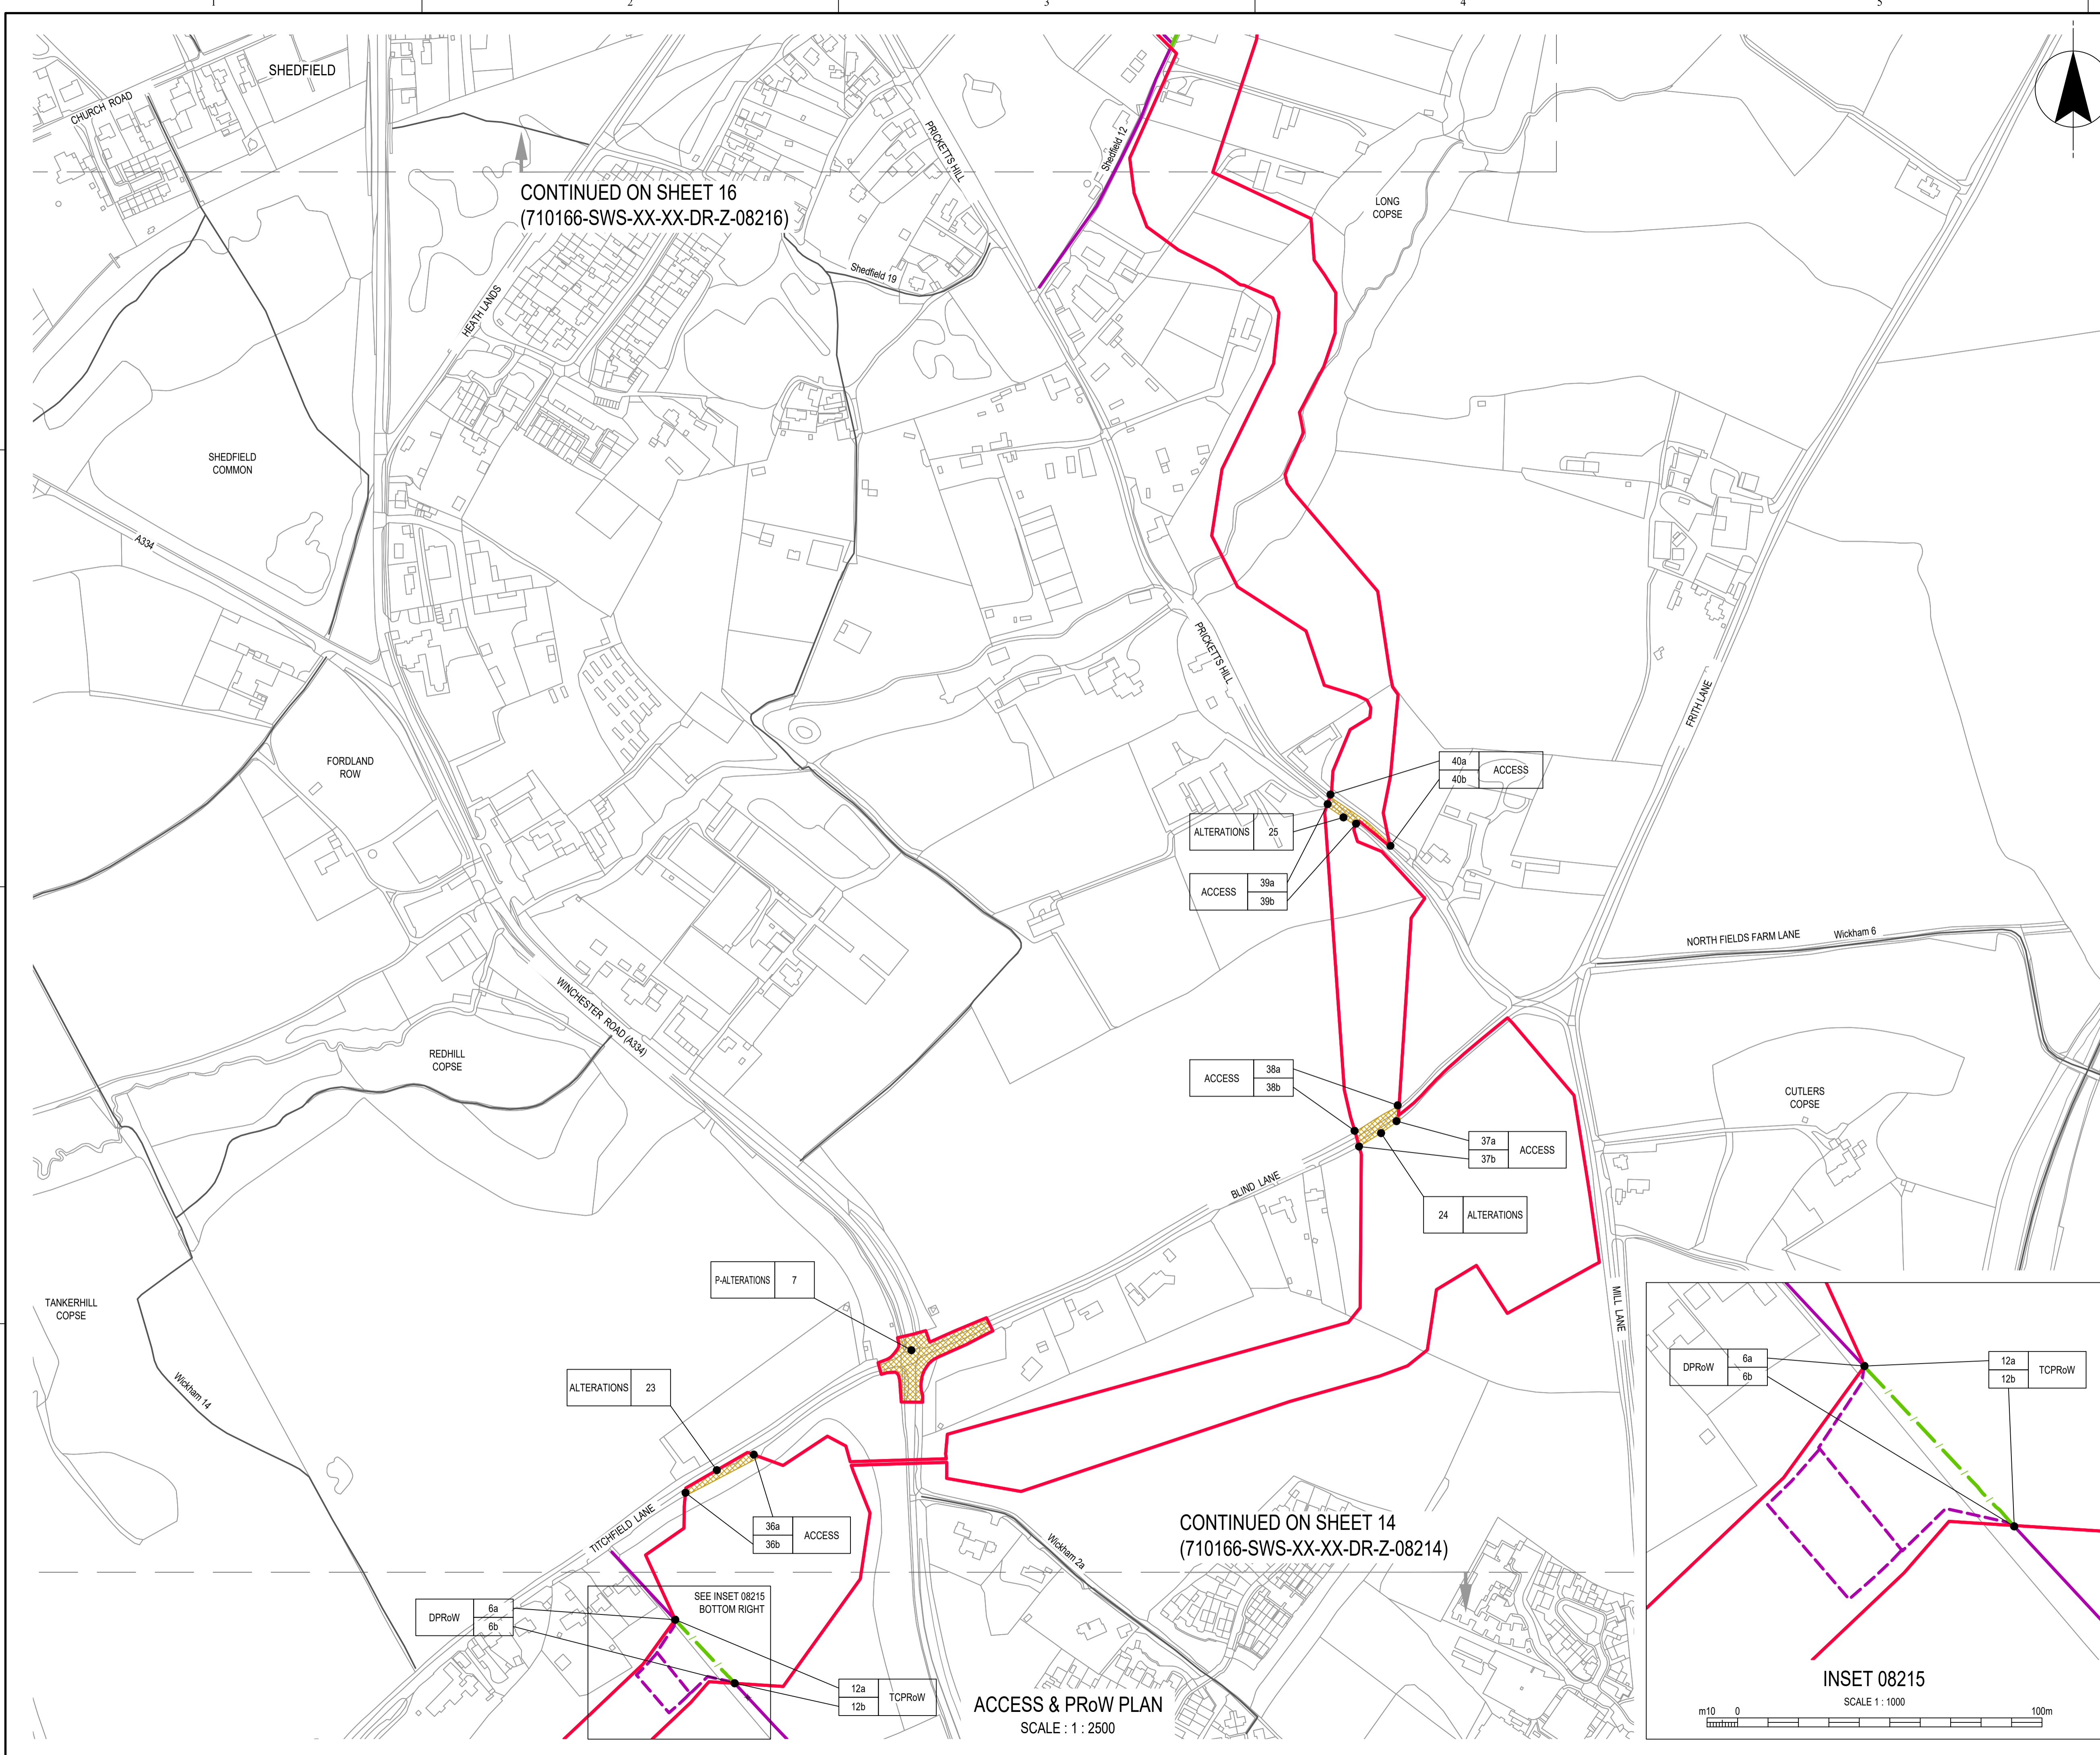 1
2
3
4
5
SHEDFIELD
CHURCH ROAD
PRICKETTS HILL
Shedfield 12
CONTINUED ON SHEET 16
(710166-SWS-XX-XX-DR-Z-08216)
LONG
COPSE
Shedfield 19
HEATH LANDS
SHEDFIELD
COMMON
A334
PRICKETTS HILL
FRITH LANE
FORDLAND
ROW
40a
40b
ACCESS
ALTERATIONS
25
ACCESS
39a
39b
NORTH FIELDS FARM LANE
Wickham 6
WINCHESTER ROAD (A334)
REDHILL
COPSE
ACCESS
38a
38b
CUTLERS
COPSE
37a
37b
ACCESS
BLIND LANE
24
ALTERATIONS
P-ALTERATIONS
7
TANKERHILL
COPSE
MILL LANE
Wickham 14
ALTERATIONS
23
DPRoW
6a
6b
12a
12b
TCPRoW
36a
36b
ACCESS
TITCHFIELD LANE
CONTINUED ON SHEET 14
(710166-SWS-XX-XX-DR-Z-08214)
Wickham 2a
SEE INSET 08215
BOTTOM RIGHT
DPRoW
6a
6b
12a
12b
TCPRoW
ACCESS & PRoW PLAN
SCALE : 1 : 2500
INSET 08215
SCALE 1 : 1000
m10
0
100m